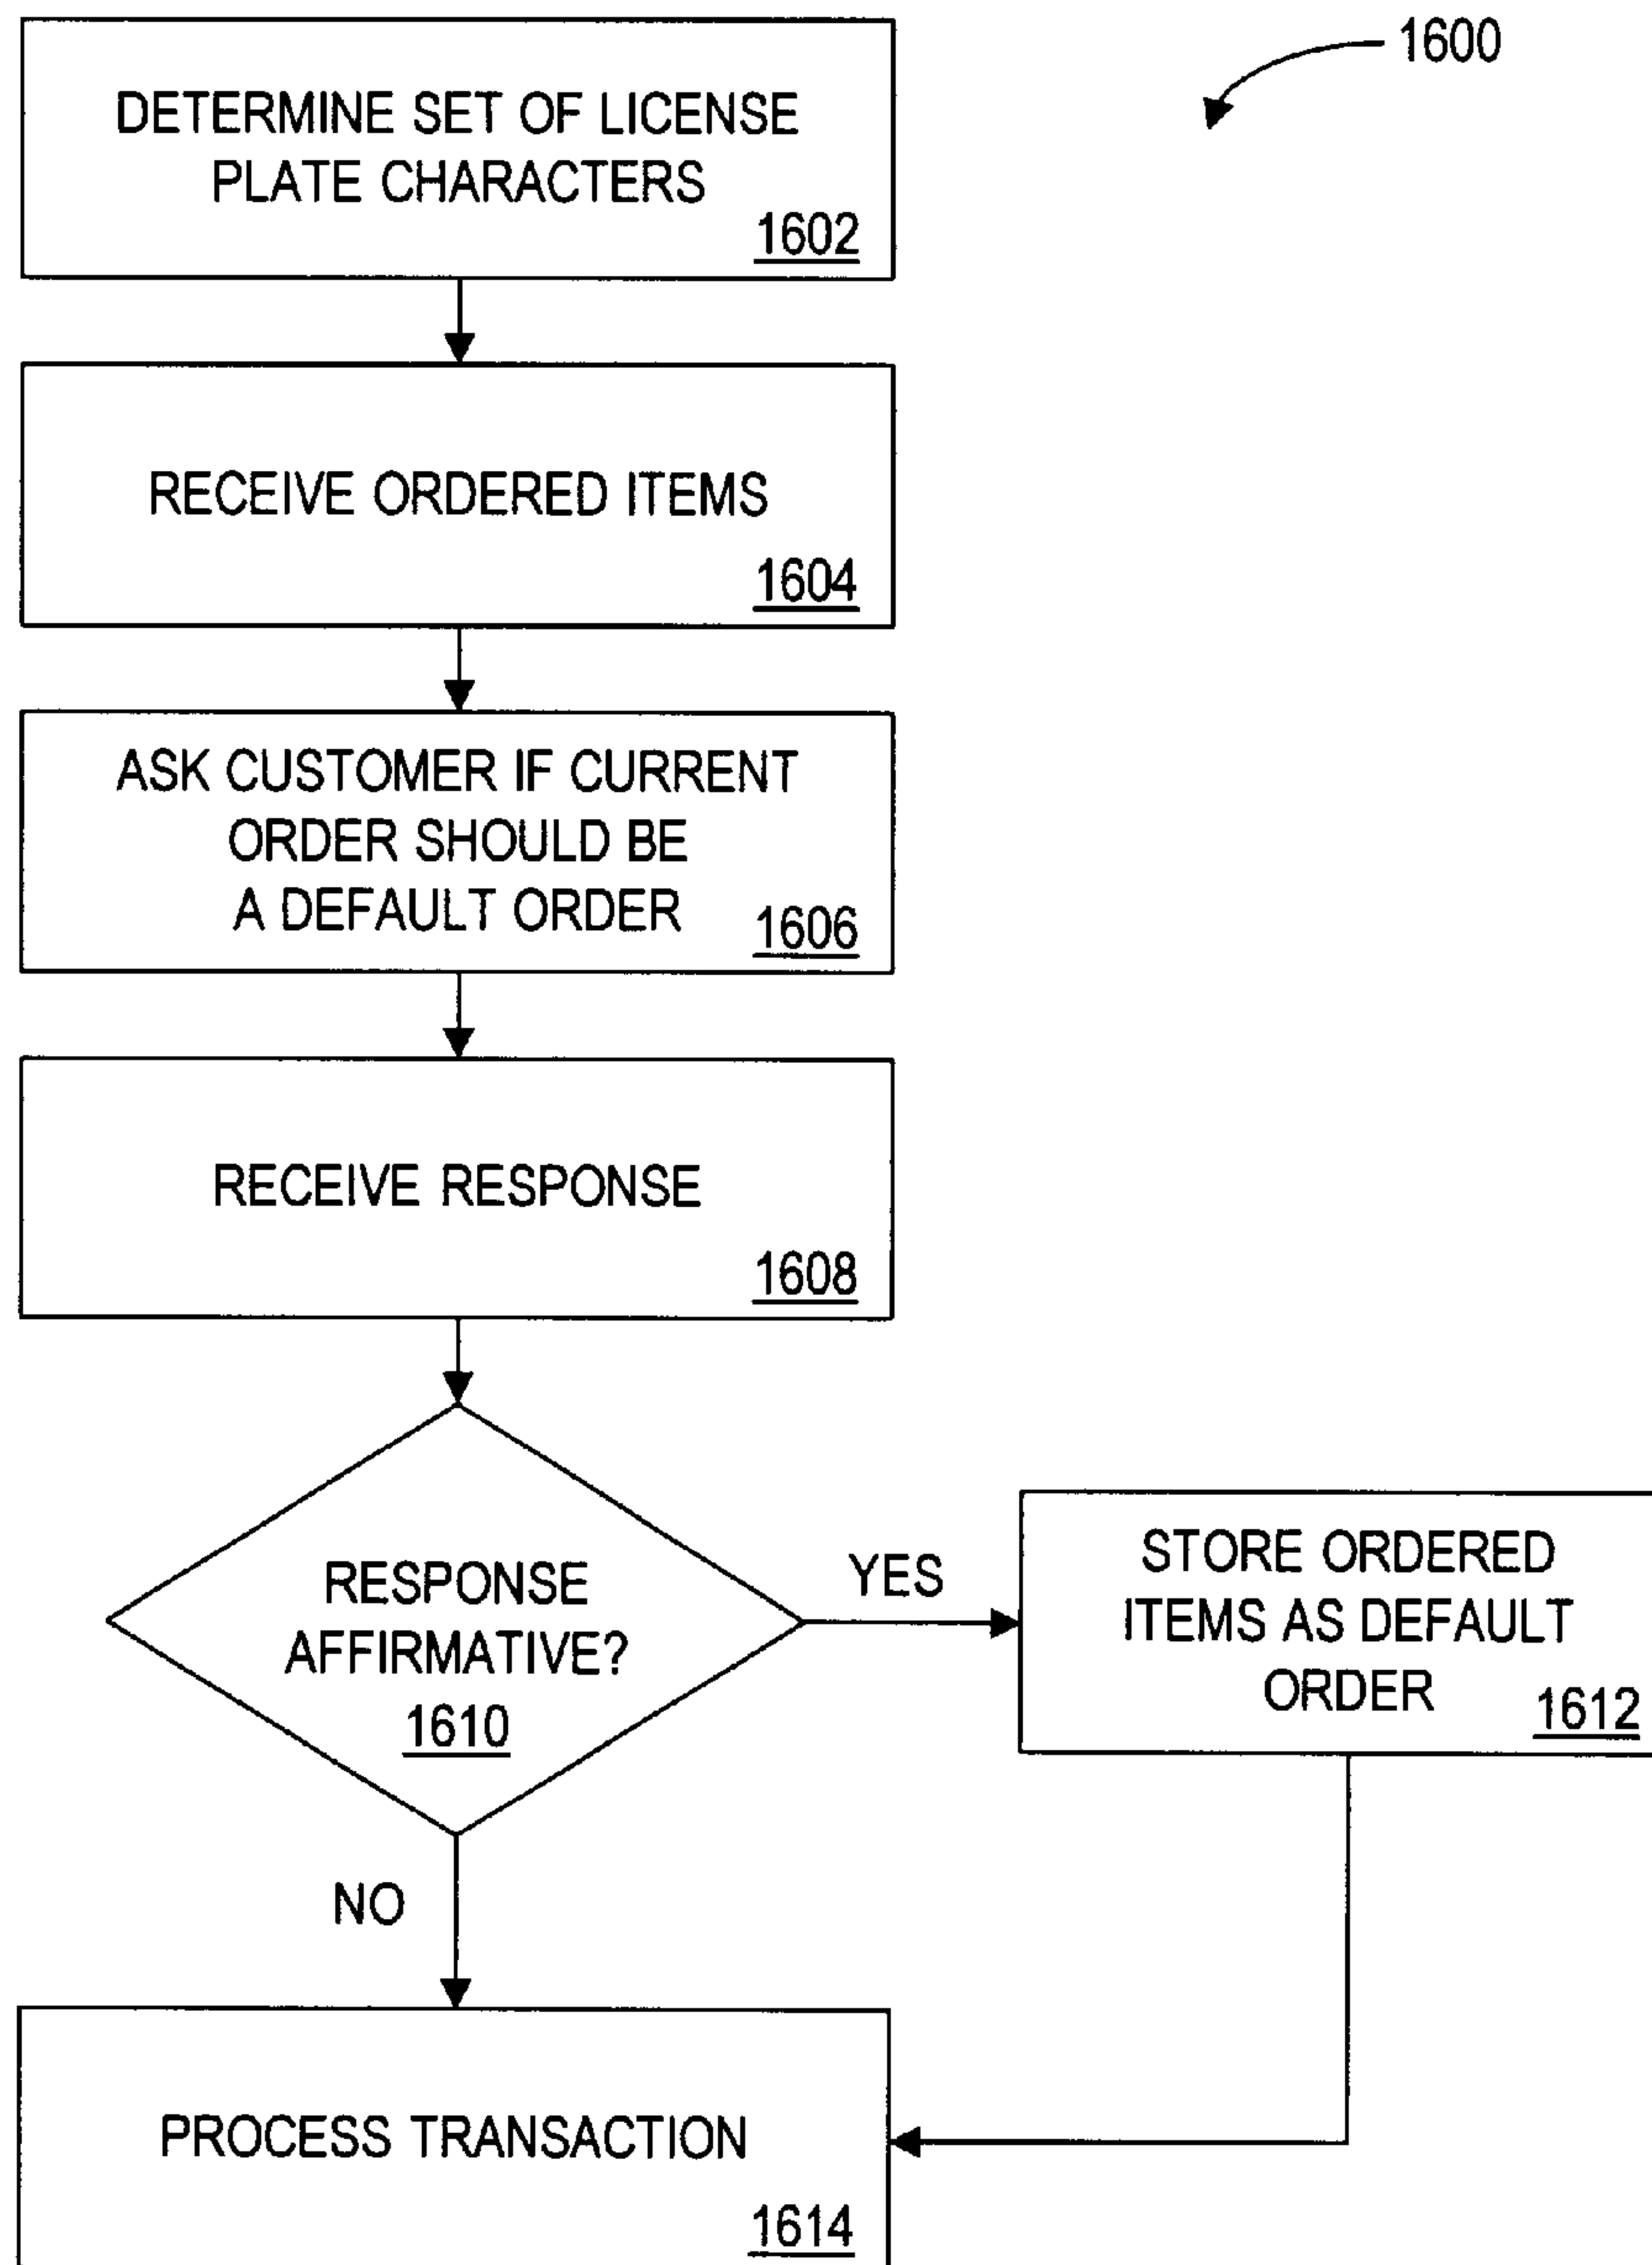 1600
DETERMINE SET OF LICENSE
PLATE CHARACTERS
1602
RECEIVE ORDERED ITEMS
1604
ASK CUSTOMER IF CURRENT
ORDER SHOULD BE
A DEFAULT ORDER
1606
RECEIVE RESPONSE
1608
RESPONSE
AFFIRMATIVE?
1610
YES
STORE ORDERED
ITEMS AS DEFAULT
ORDER
1612
NO
PROCESS TRANSACTION
1614